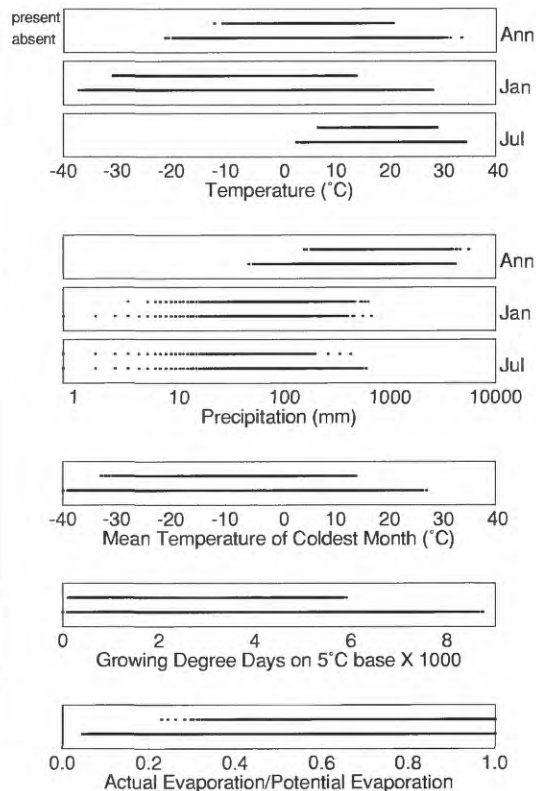 present
absent
Ann
Jan
Jul
-40 -30 -20 -10 0 10 20 30 40
Temperature (˚C)
Ann
Jan
Jul
1 10 100 1000 10000
Precipitation (mm)
-40 -30 -20 -10 0 10 20 30 40
Mean Temperature of Coldest Month (˚C)
0 2 4 6 8
Growing Degree Days on 5˚C base X 1000
0.0 0.2 0.4 0.6 0.8 1.0
Actual Evaporation/Potential Evaporation